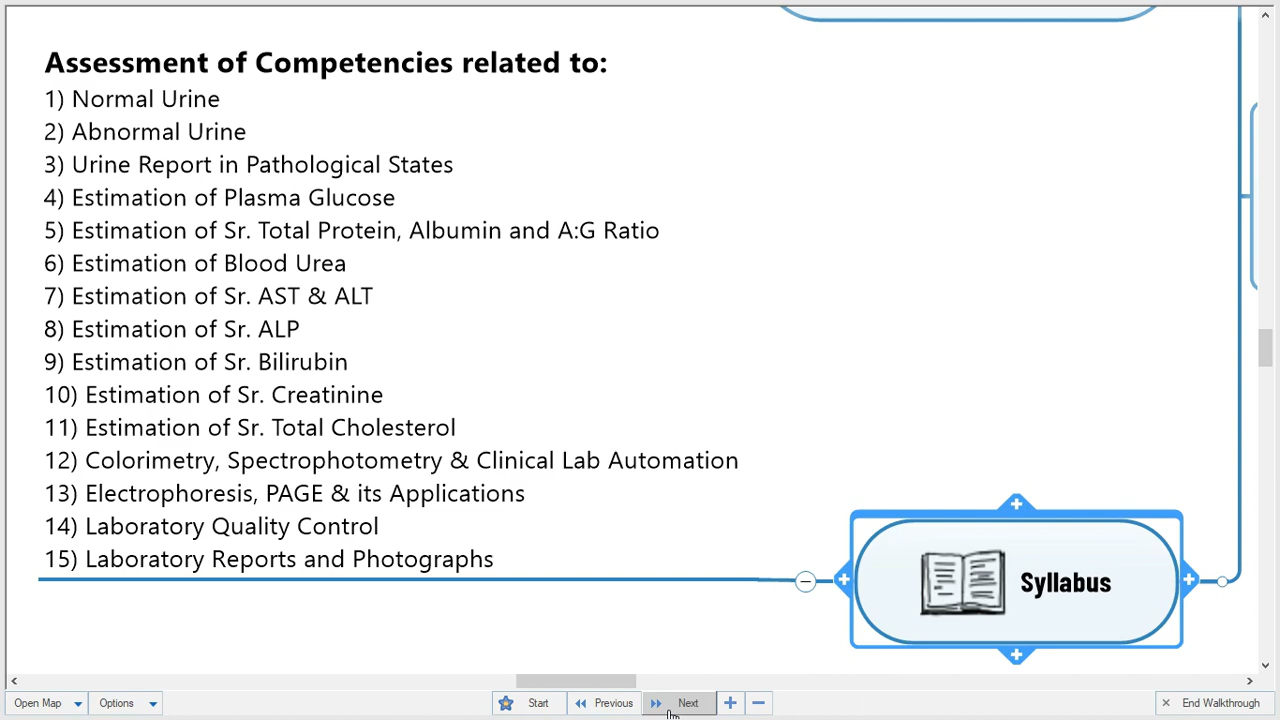 Assessment of Competencies related to:
1) Normal Urine
2) Abnormal Urine
3) Urine Report in Pathological States
4) Estimation of Plasma Glucose
5) Estimation of Sr. Total Protein, Albumin and A:G Ratio
6) Estimation of Blood Urea
7) Estimation of Sr. AST & ALT
8) Estimation of Sr. ALP
9) Estimation of Sr. Bilirubin
10) Estimation of Sr. Creatinine
11) Estimation of Sr. Total Cholesterol
12) Colorimetry, Spectrophotometry & Clinical Lab Automation
13) Electrophoresis, PAGE & its Applications
14) Laboratory Quality Control
15) Laboratory Reports and Photographs
Syllabus
Open Map Options Start Previous Next End Walkthrough